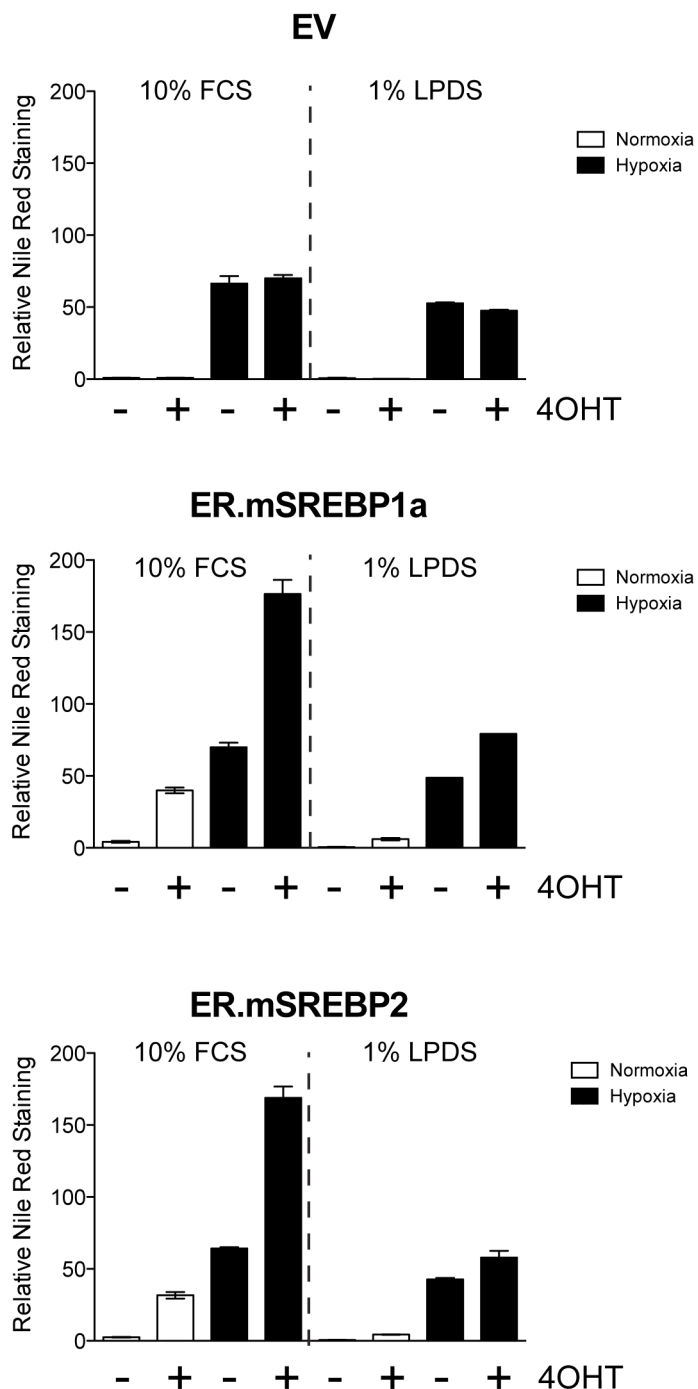 EV
10% FCS 1% LPDS
Normoxia
Hypoxia
Relative Nile Red Staining
200
150
100
50
0
- + - + - + - + 4OHT
ER.mSREBP1a
10% FCS 1% LPDS
Normoxia
Hypoxia
Relative Nile Red Staining
200
150
100
50
0
- + - + - + - + 4OHT
ER.mSREBP2
10% FCS 1% LPDS
Normoxia
Hypoxia
Relative Nile Red Staining
200
150
100
50
0
- + - + - + - + 4OHT